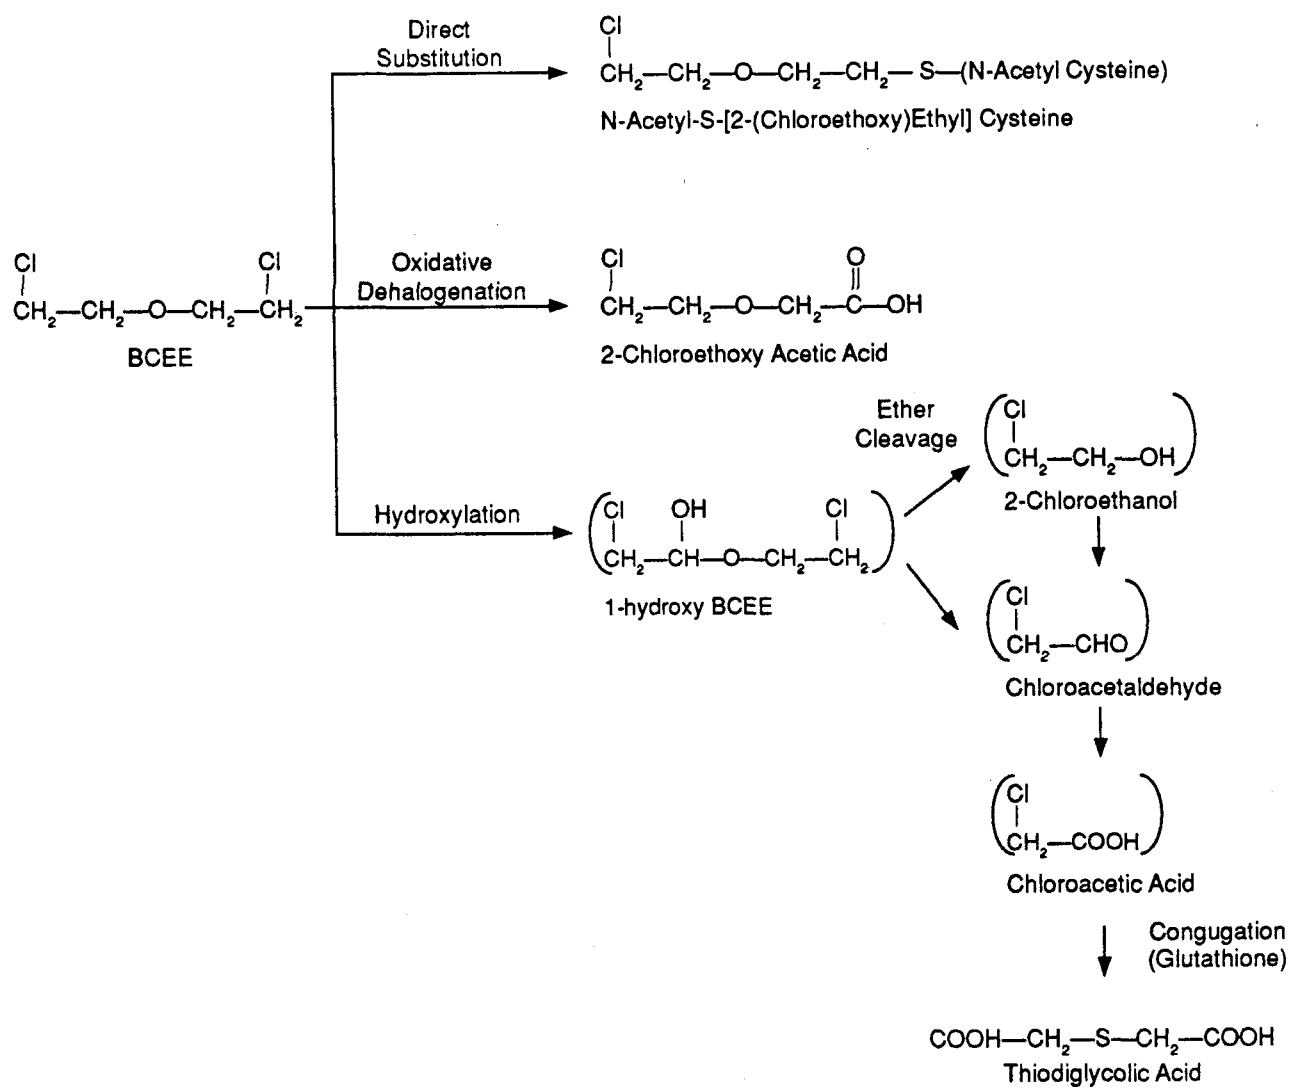 Direct
Substitution
Cl
CH₂—CH₂—O—CH₂—CH₂—S—(N-Acetyl Cysteine)
N-Acetyl-S-[2-(Chloroethoxy)Ethyl] Cysteine
Cl Cl
CH₂—CH₂—O—CH₂—CH₂
BCEE
Oxidative
Dehalogenation
Cl O
CH₂—CH₂—O—CH₂—C—OH
2-Chloroethoxy Acetic Acid
Hydroxylation
Cl OH Cl
CH₂—CH—O—CH₂—CH₂
1-hydroxy BCEE
Ether
Cleavage
Cl
CH₂—CH₂—OH
2-Chloroethanol
Cl
CH₂—CHO
Chloroacetaldehyde
Cl
CH₂—COOH
Chloroacetic Acid
Congugation
(Glutathione)
COOH—CH₂—S—CH₂—COOH
Thiodiglycolic Acid